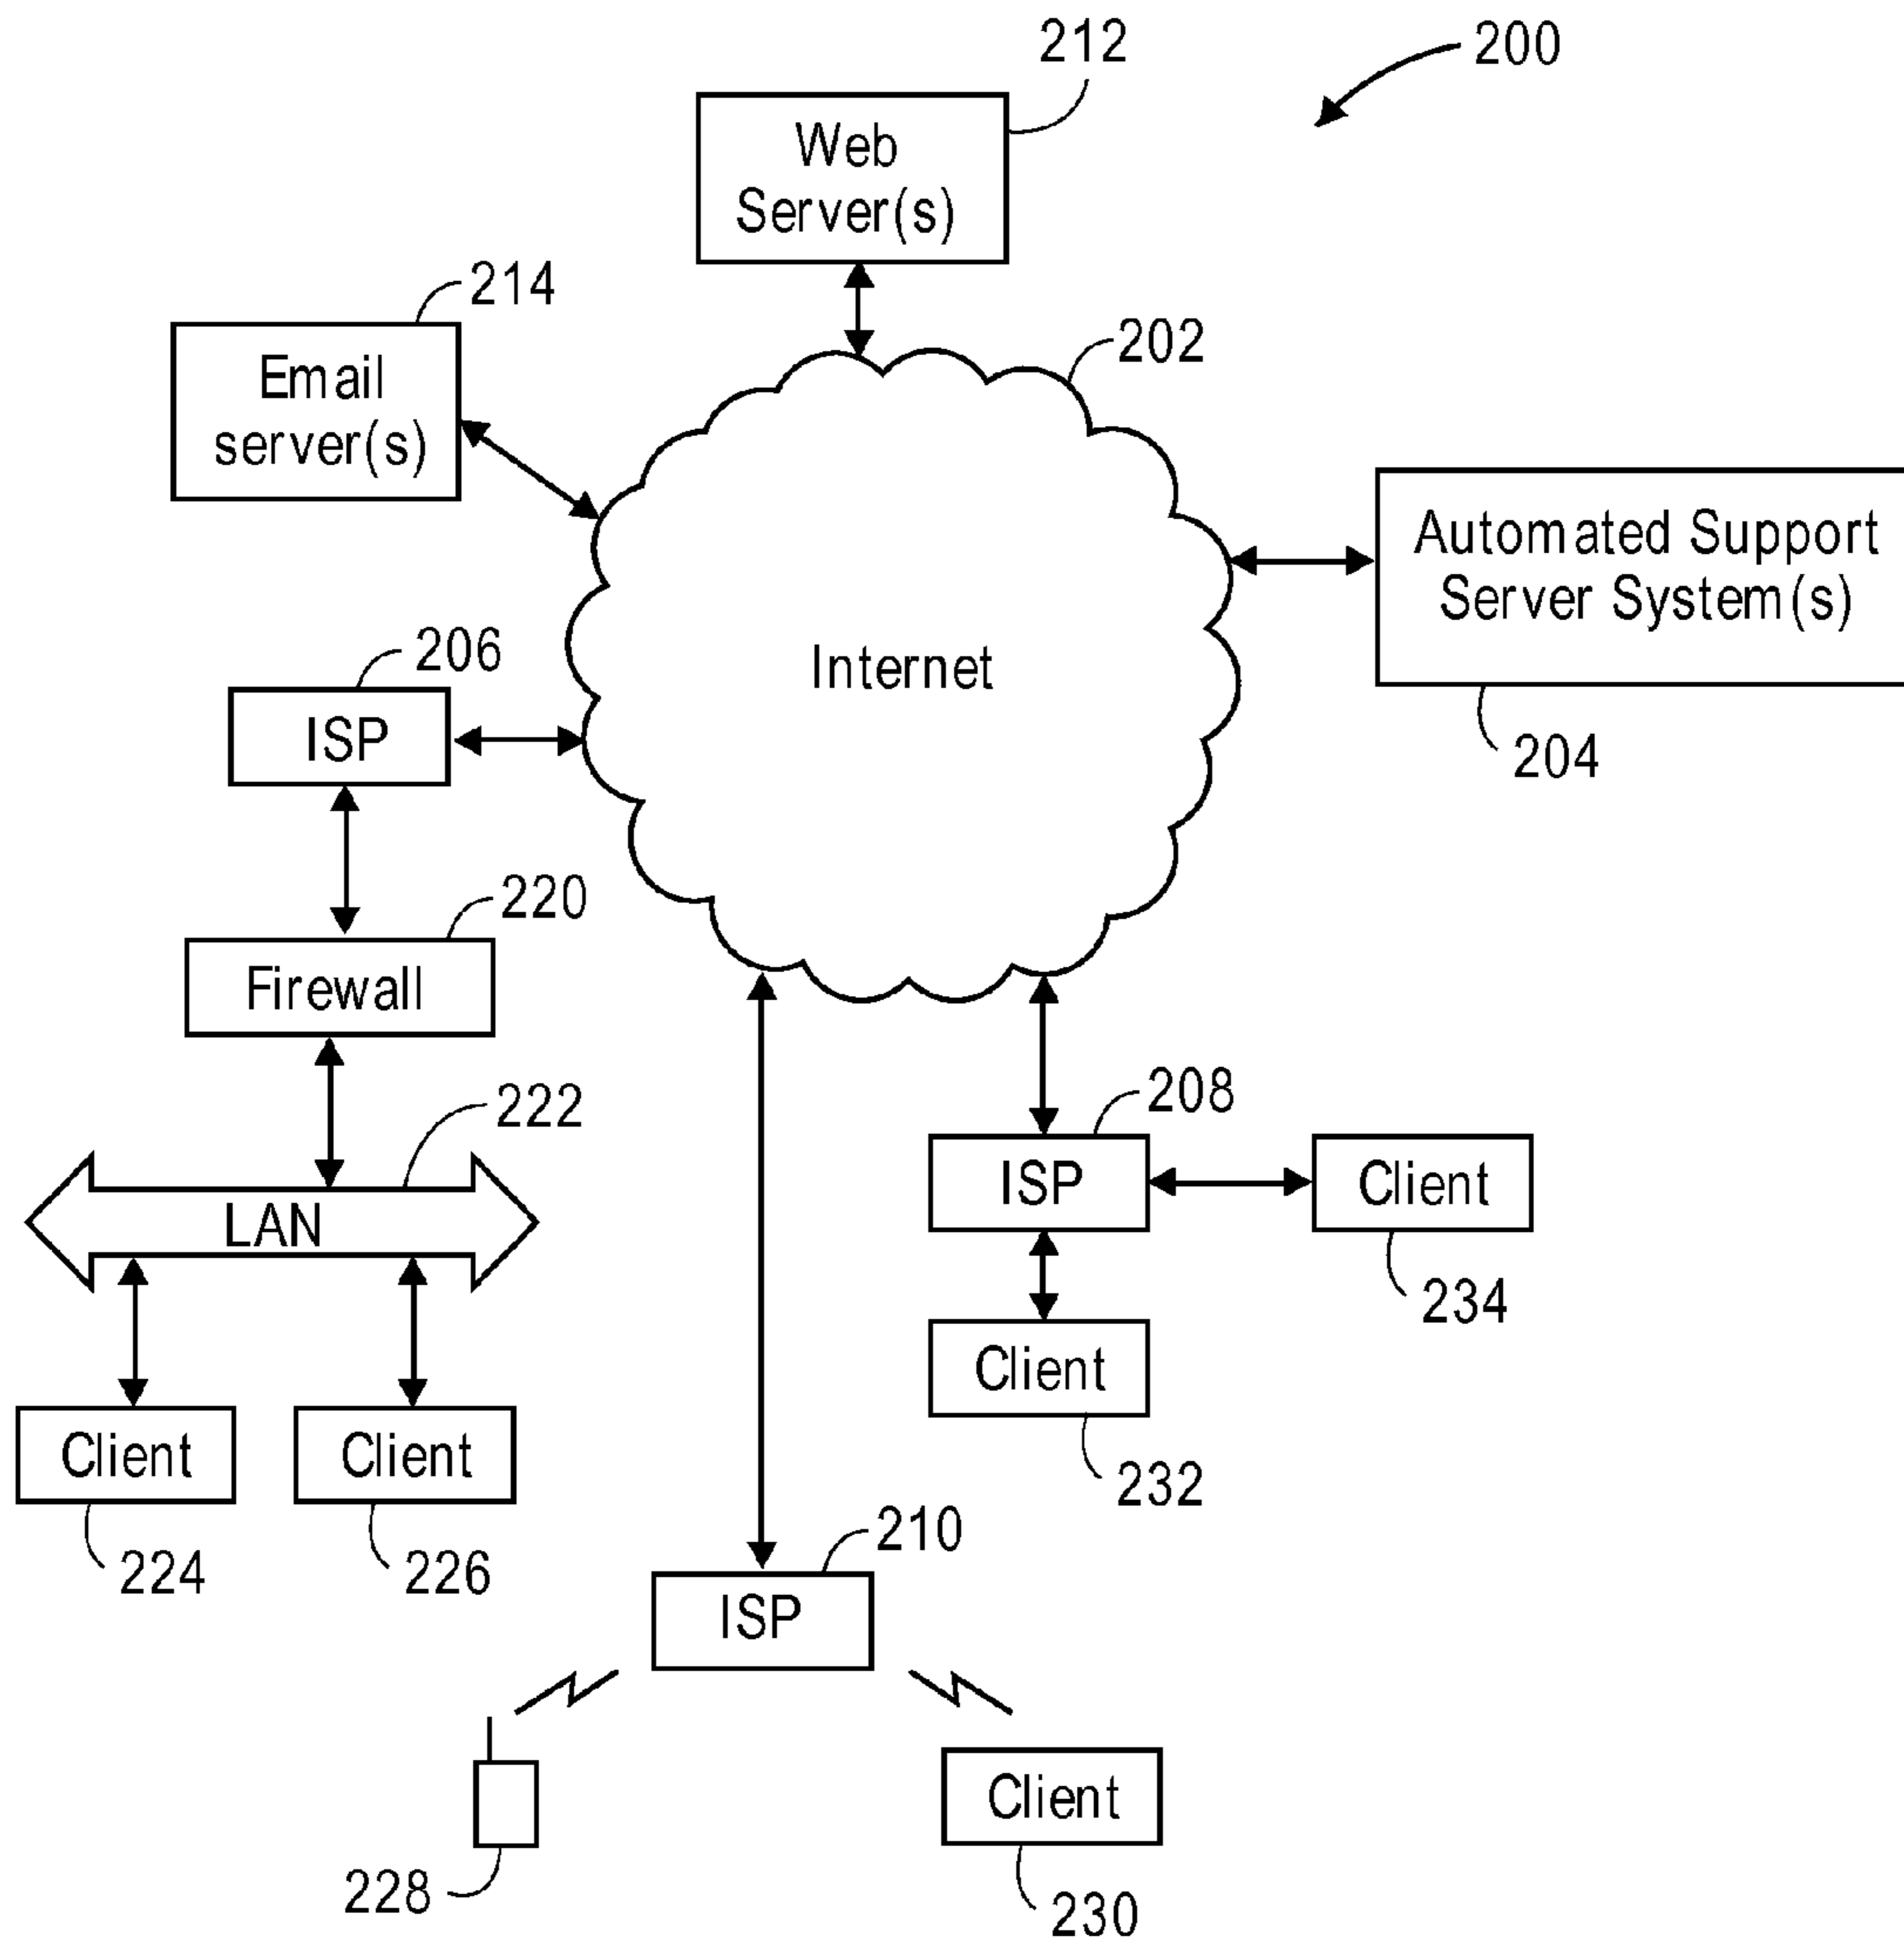 212
200
Web
Server(s)
214
202
Email
server(s)
Automated Support
Server System(s)
206
Internet
ISP
204
220
Firewall
222
208
LAN
ISP
Client
234
Client
Client
Client
232
224
226
210
ISP
Client
228
230